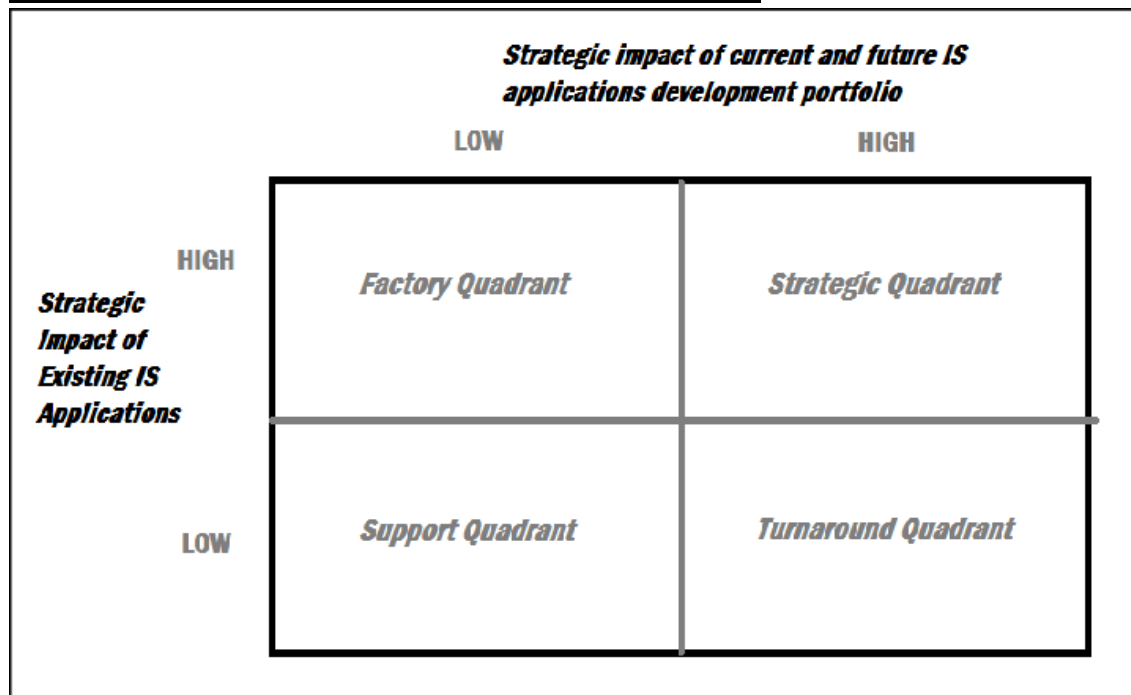 Strategic impact of current and future IS
applications development portfolio
LOW HIGH
HIGH
Factory Quadrant Strategic Quadrant
Strategic
Impact of
Existing IS
Applications
Support Quadrant Turnaround Quadrant
LOW